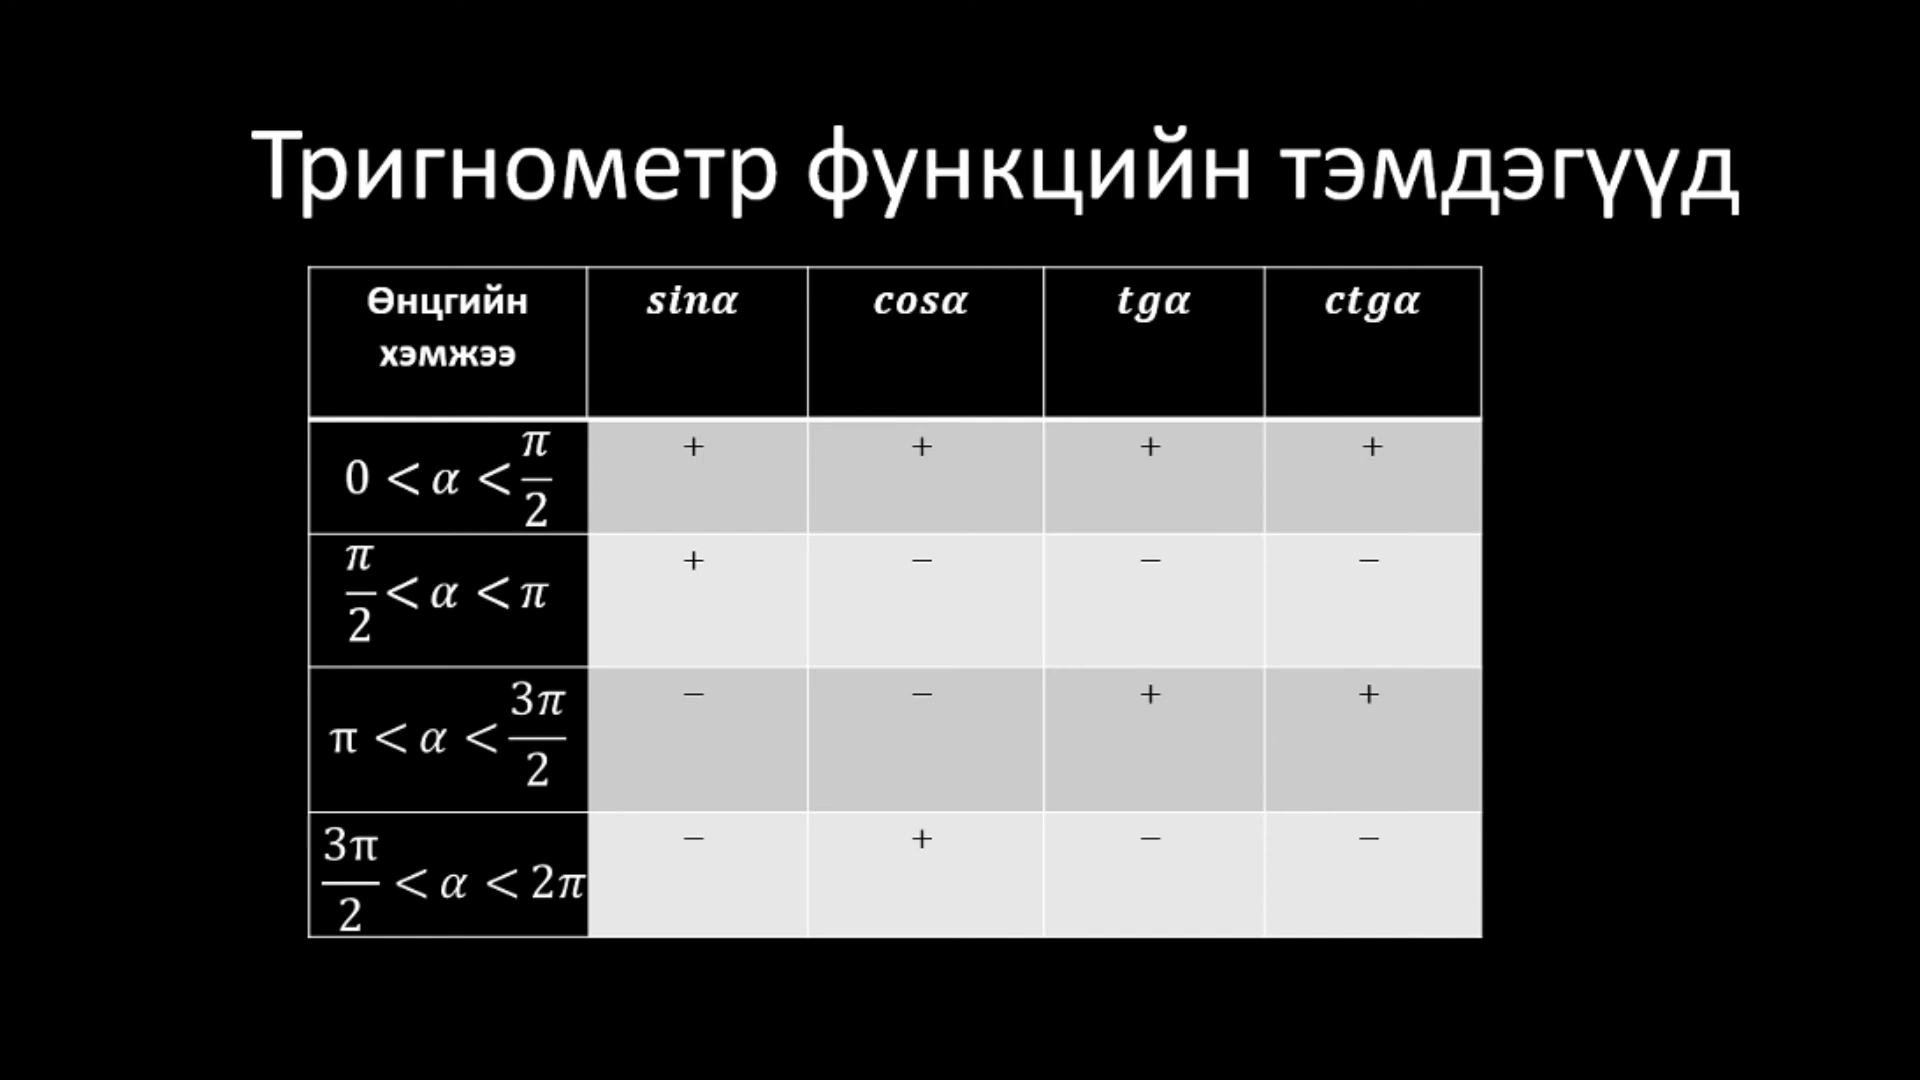 Тригнометр функцийн тэмдэгүүд
Өнцгийн хэмжээ sinα cosα tgα ctgα
0 < α < π/2 + + + +
π/2 < α < π + − − −
π < α < 3π/2 − − + +
3π/2 < α < 2π − + − −